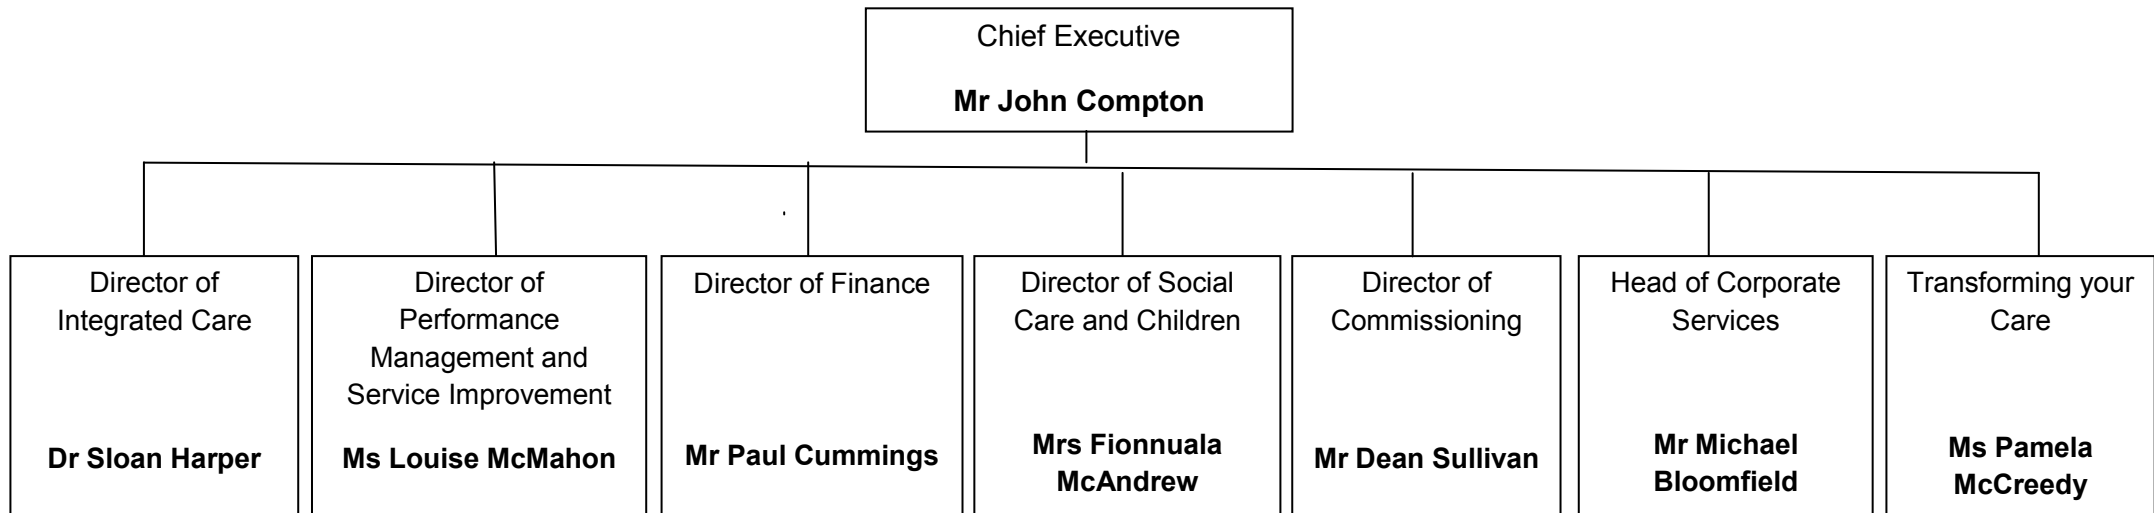 Chief Executive
Mr John Compton
Director of
Integrated Care
Dr Sloan Harper
Director of
Performance
Management and
Service Improvement
Ms Louise McMahon
Director of Finance
Mr Paul Cummings
Director of Social
Care and Children
Mrs Fionnuala
McAndrew
Director of
Commissioning
Mr Dean Sullivan
Head of Corporate
Services
Mr Michael
Bloomfield
Transforming your
Care
Ms Pamela
McCreedy